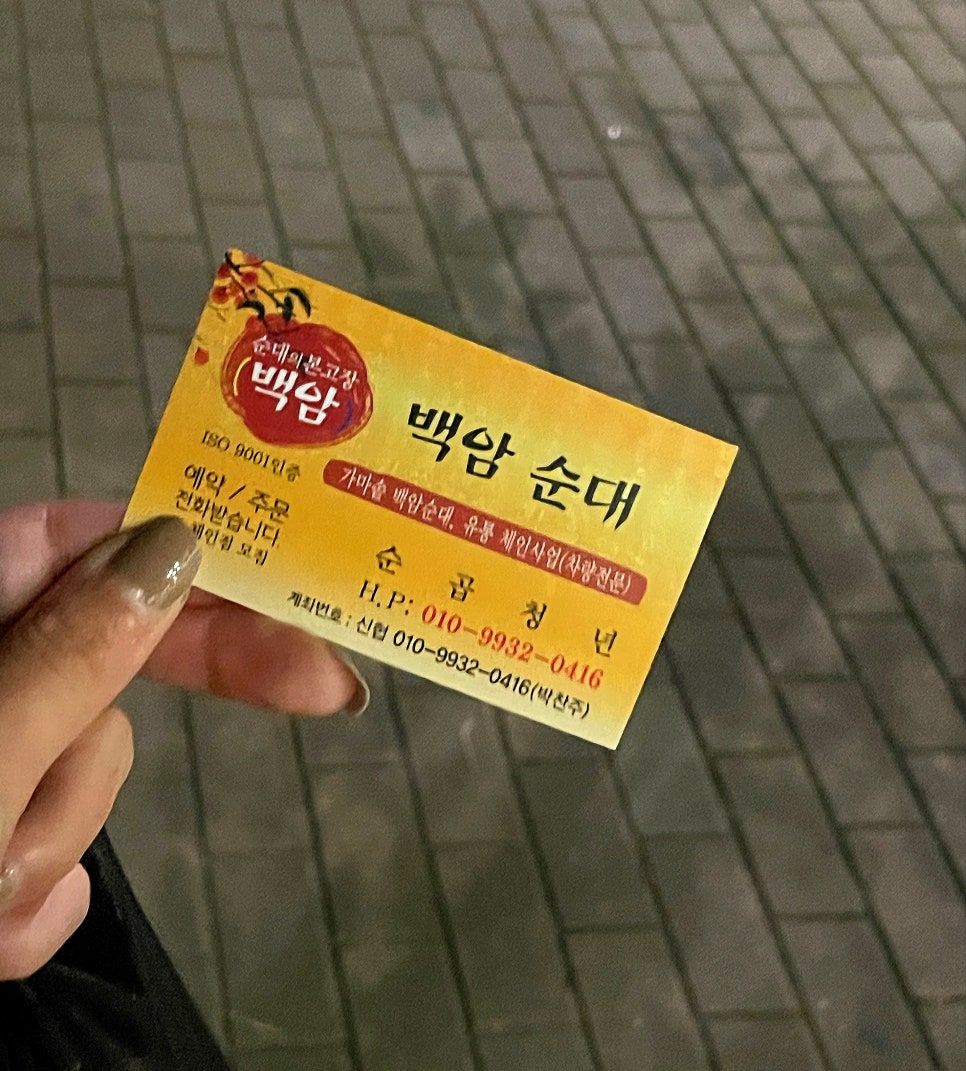 순대의본고장
백암
ISO 9001인증
예약 / 주문
전화받습니다.
체인점 모집
백암 순대
가마솥 백암순대, 유통 체인사업(차량전문)
순 곱 청 년
H.P: 010-9932-0416
계좌번호 : 신협 010-9932-0416(박찬주)